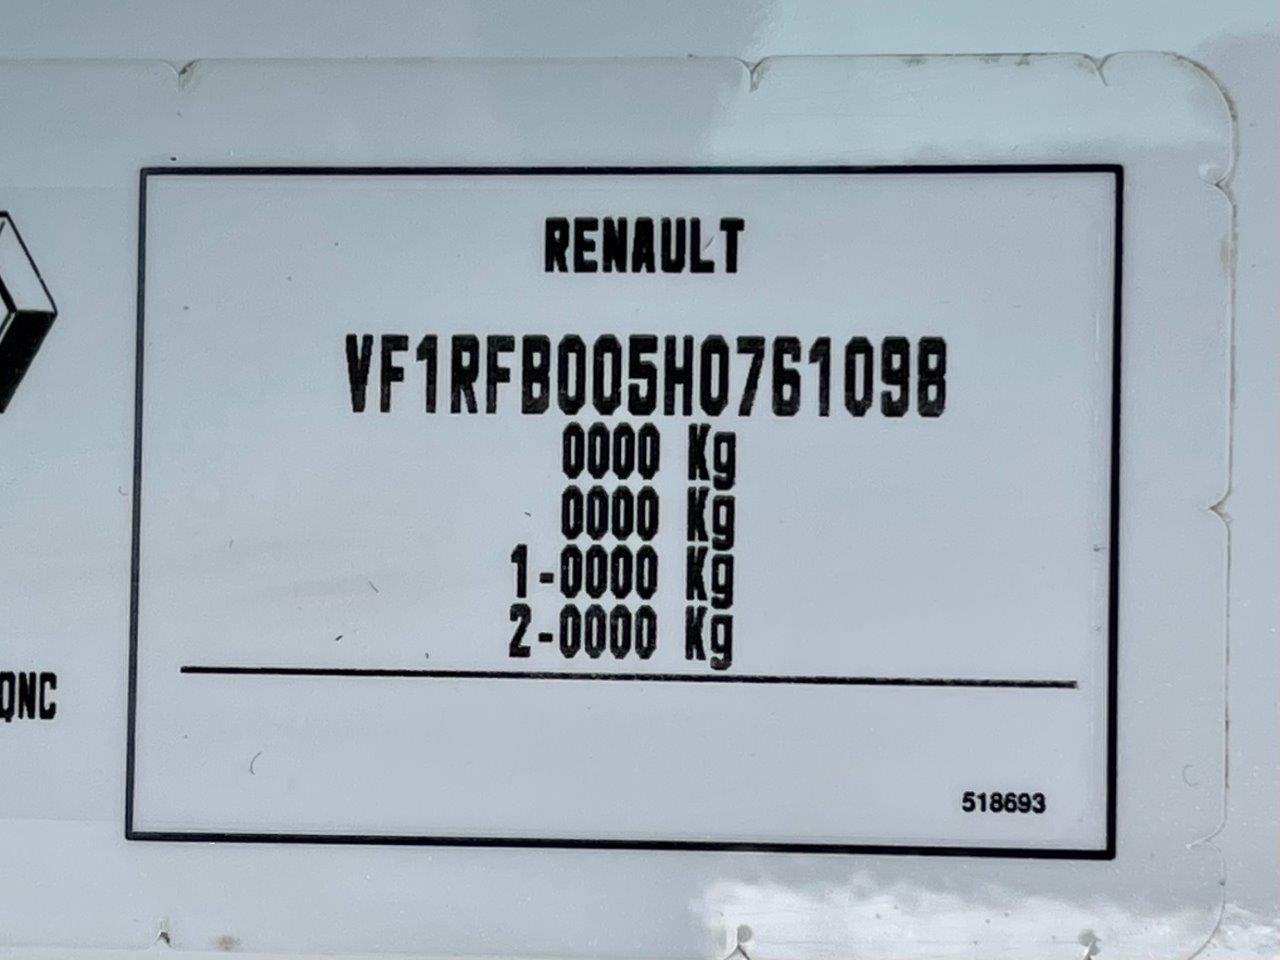 RENAULT
VF1RFB005H0761098
0000 Kg
0000 Kg
1-0000 Kg
2-0000 Kg
QNC
518693